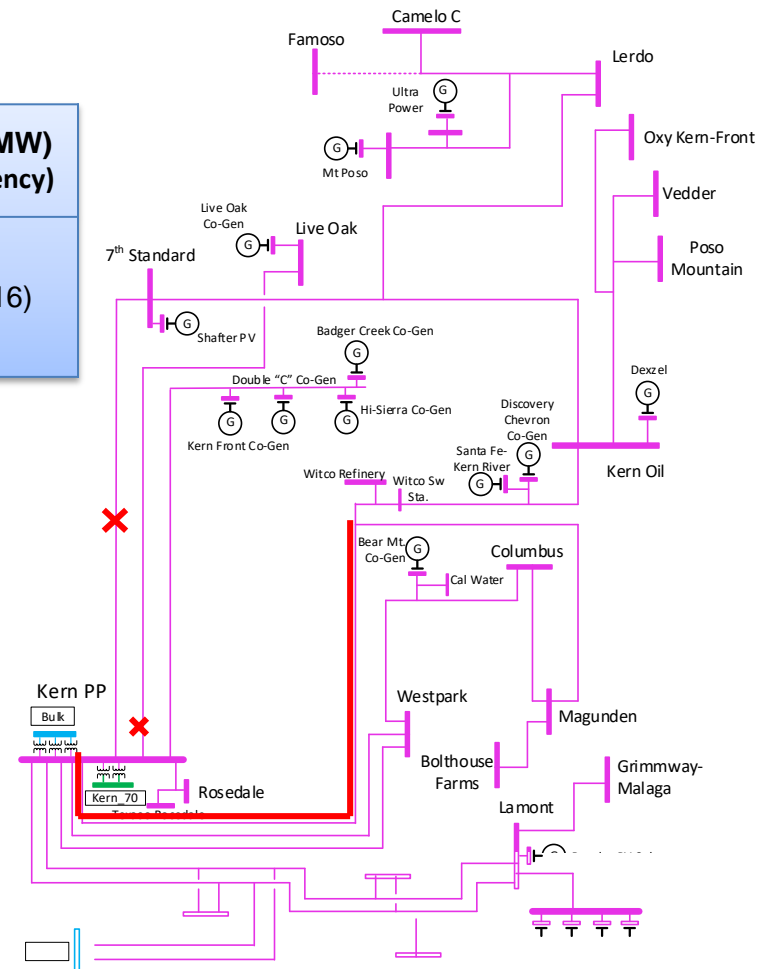 MW)
ency)
16)
Camelo C
Famoso
Lerdo
Ultra
Power
G
Oxy Kern-Front
Mt Poso
G
Vedder
Live Oak
Co-Gen
G
Live Oak
Poso
Mountain
7th Standard
G
Shafter PV
Badger Creek Co-Gen
G
Double "C" Co-Gen
Dexzel
G
G
G
G
Hi-Sierra Co-Gen
Kern Front Co-Gen
Discovery
Chevron
Co-Gen
G
Santa Fe-
Kern River
G
Kern Oil
Witco Refinery
Witco Sw
Sta.
Bear Mt.
Co-Gen
G
Columbus
Cal Water
Kern PP
Bulk
Westpark
Magunden
Bolthouse
Farms
Grimmway-
Malaga
Kern_70
Rosedale
Lamont